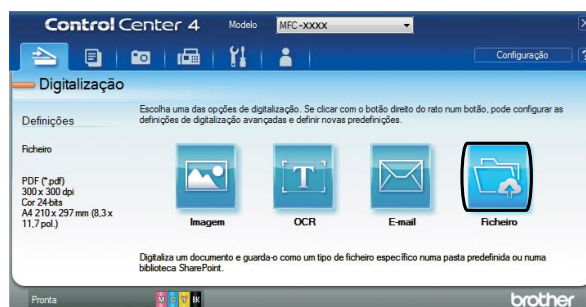 Control Center 4
Modelo
MFC-XXXX
Configuração
?
Digitalização
Definições
Ficheiro
PDF (*.pdf)
300 x 300 dpi
Cor 24-bits
A4 210 x 297 mm (8,3 x
11,7 pol.)
Escolha uma das opções de digitalização. Se clicar com o botão direito do rato num botão, pode configurar as
definições de digitalização avançadas e definir novas predefinições.
T
Imagem
OCR
E-mail
Ficheiro
Digitaliza um documento e guarda-o como um tipo de ficheiro específico numa pasta predefinida ou numa
biblioteca SharePoint.
Pronta
M C Y BK
brother